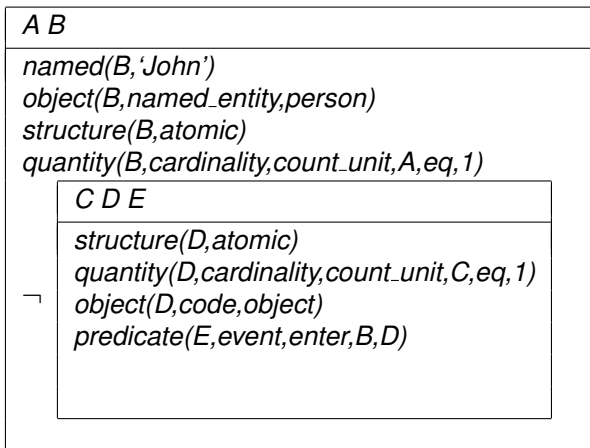 A B
named(B,‘John’)
object(B,named_entity,person)
structure(B,atomic)
quantity(B,cardinality,count_unit,A,eq,1)
C D E
structure(D,atomic)
quantity(D,cardinality,count_unit,C,eq,1)
object(D,code,object)
¬
predicate(E,event,enter,B,D)